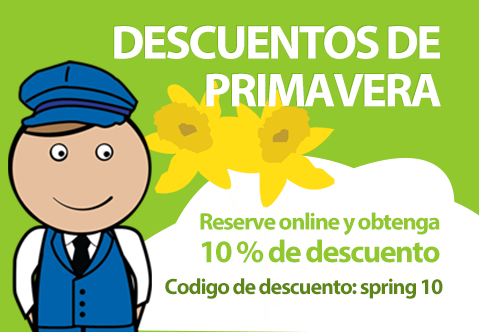 DESCUENTOS DE
PRIMAVERA
Reserve online y obtenga
10 % de descuento
Codigo de descuento: spring 10